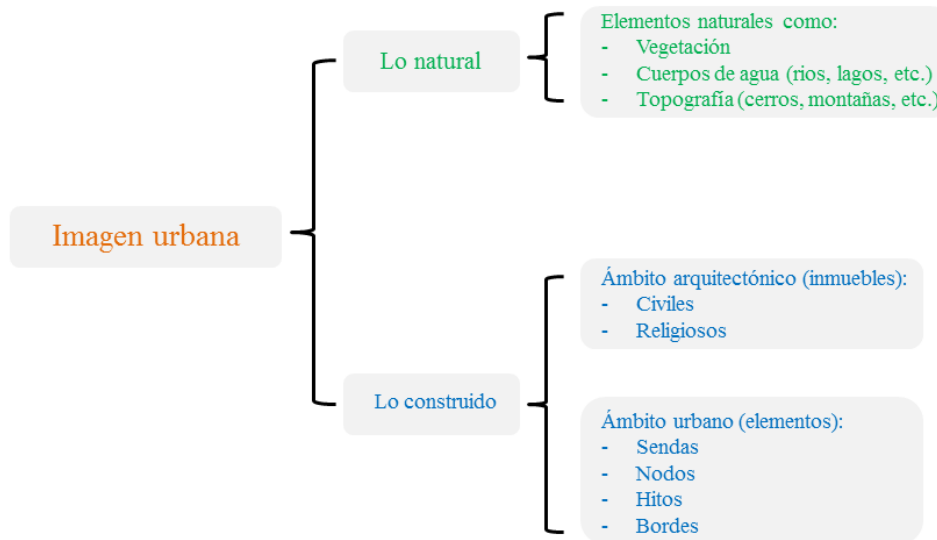 Imagen urbana
Lo natural
Elementos naturales como:
- Vegetación
- Cuerpos de agua (rios, lagos, etc.)
- Topografía (cerros, montañas, etc.)
Lo construido
Ámbito arquitectónico (inmuebles):
- Civiles
- Religiosos
Ámbito urbano (elementos):
- Sendas
- Nodos
- Hitos
- Bordes